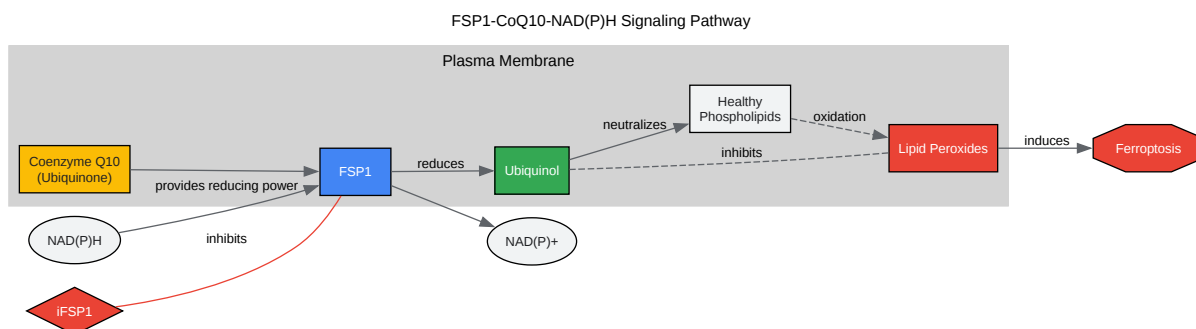 FSP1-CoQ10-NAD(P)H Signaling Pathway
Plasma Membrane
Healthy
Phospholipids
neutralizes
oxidation
Coenzyme Q10
(Ubiquinone)
FSP1
reduces
Ubiquinol
inhibits
Lipid Peroxides
induces
Ferroptosis
provides reducing power
NAD(P)H
inhibits
NAD(P)+
iFSP1